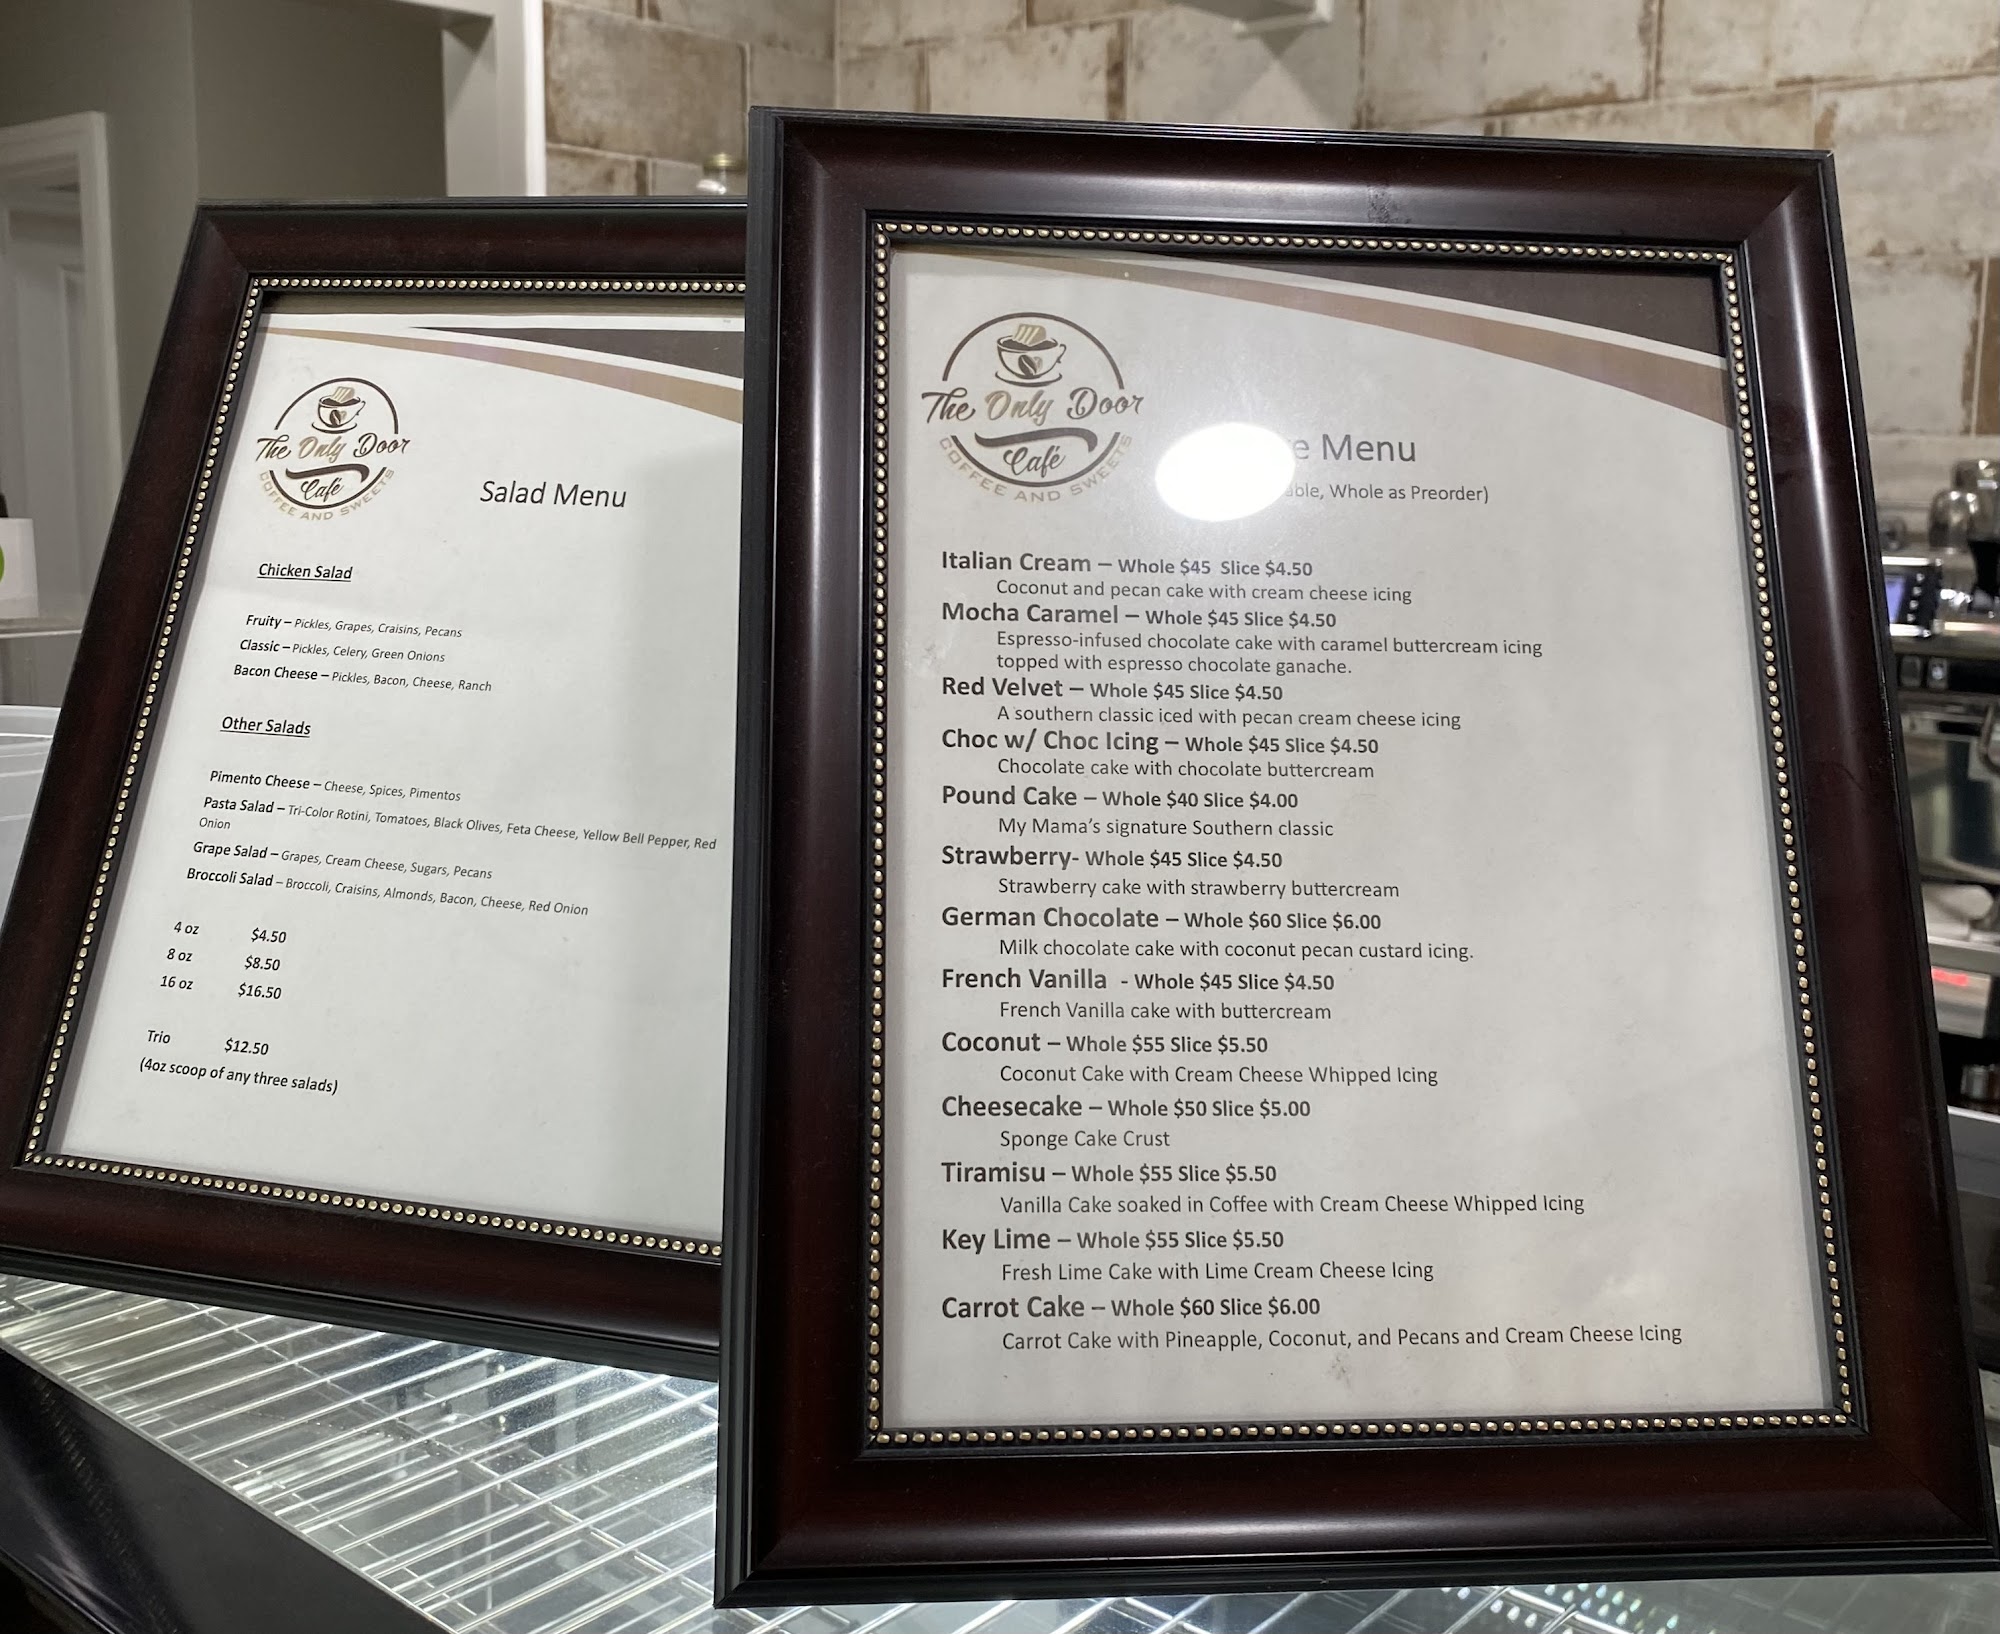 The Only Door
Café
COFFEE AND SWEETS
Salad Menu
Chicken Salad
Fruity – Pickles, Grapes, Craisins, Pecans
Classic – Pickles, Celery, Green Onions
Bacon Cheese – Pickles, Bacon, Cheese, Ranch
Other Salads
Pimento Cheese – Cheese, Spices, Pimentos
Pasta Salad – Tri-Color Rotini, Tomatoes, Black Olives, Feta Cheese, Yellow Bell Pepper, Red
Onion
Grape Salad – Grapes, Cream Cheese, Sugars, Pecans
Broccoli Salad – Broccoli, Craisins, Almonds, Bacon, Cheese, Red Onion
4 oz $4.50
8 oz $8.50
16 oz $16.50
Trio $12.50
(4oz scoop of any three salads)
The Only Door
Café
COFFEE AND SWEETS
Menu
Whole as Preorder)
Italian Cream – Whole $45 Slice $4.50
Coconut and pecan cake with cream cheese icing
Mocha Caramel – Whole $45 Slice $4.50
Espresso-infused chocolate cake with caramel buttercream icing
topped with espresso chocolate ganache.
Red Velvet – Whole $45 Slice $4.50
A southern classic iced with pecan cream cheese icing
Choc w/ Choc Icing – Whole $45 Slice $4.50
Chocolate cake with chocolate buttercream
Pound Cake – Whole $40 Slice $4.00
My Mama's signature Southern classic
Strawberry- Whole $45 Slice $4.50
Strawberry cake with strawberry buttercream
German Chocolate – Whole $60 Slice $6.00
Milk chocolate cake with coconut pecan custard icing.
French Vanilla - Whole $45 Slice $4.50
French Vanilla cake with buttercream
Coconut – Whole $55 Slice $5.50
Coconut Cake with Cream Cheese Whipped Icing
Cheesecake – Whole $50 Slice $5.00
Sponge Cake Crust
Tiramisu – Whole $55 Slice $5.50
Vanilla Cake soaked in Coffee with Cream Cheese Whipped Icing
Key Lime – Whole $55 Slice $5.50
Fresh Lime Cake with Lime Cream Cheese Icing
Carrot Cake – Whole $60 Slice $6.00
Carrot Cake with Pineapple, Coconut, and Pecans and Cream Cheese Icing